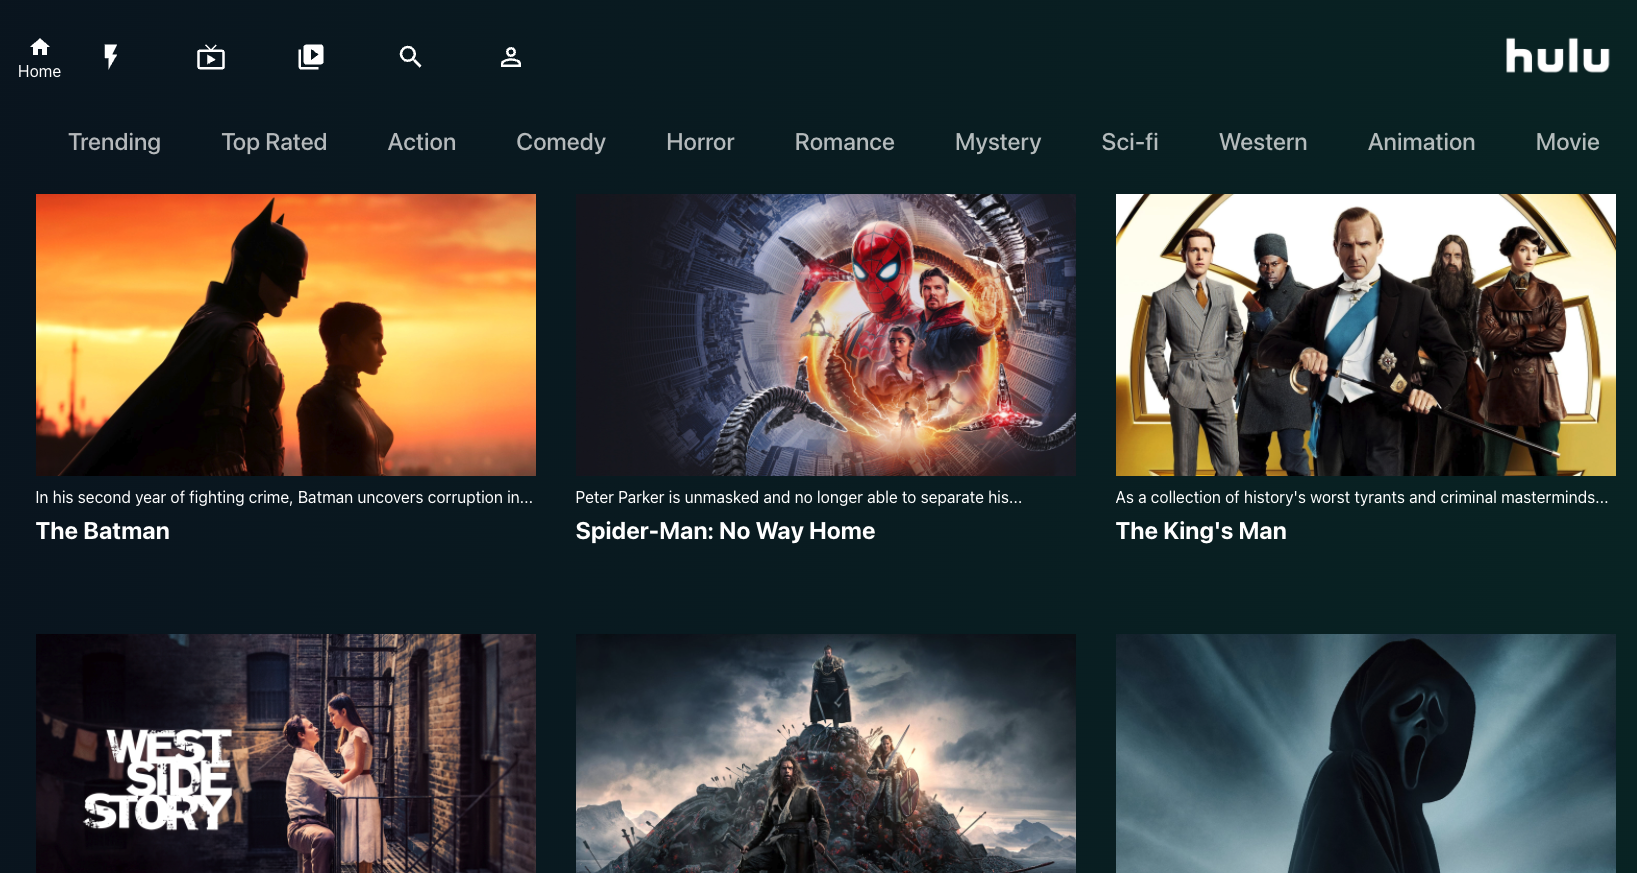 Home
hulu
Trending
Top Rated
Action
Comedy
Horror
Romance
Mystery
Sci-fi
Western
Animation
Movie
In his second year of fighting crime, Batman uncovers corruption in...
The Batman
Peter Parker is unmasked and no longer able to separate his...
Spider-Man: No Way Home
As a collection of history's worst tyrants and criminal masterminds...
The King's Man
WEST
SIDE
STORY